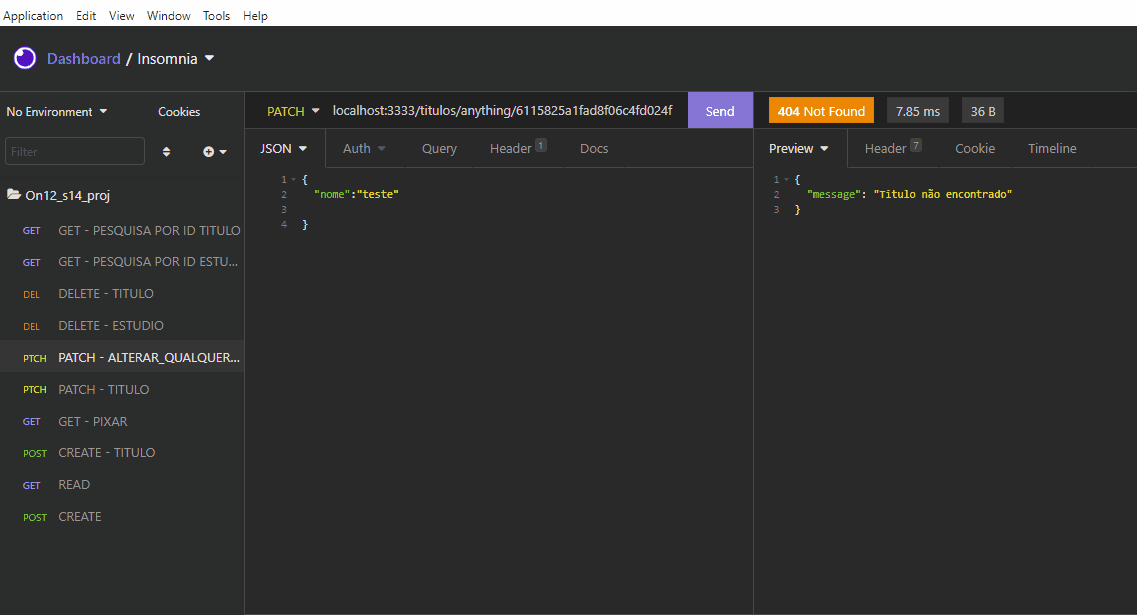 Application Edit View Window Tools Help
Dashboard / Insomnia
No Environment Cookies
Filter
On12_s14_proj
GET GET - PESQUISA POR ID TITULO
GET GET - PESQUISA POR ID ESTU...
DEL DELETE - TITULO
DEL DELETE - ESTUDIO
PTCH PATCH - ALTERAR_QUALQUER...
PTCH PATCH - TITULO
GET GET - PIXAR
POST CREATE - TITULO
GET READ
POST CREATE
PATCH localhost:3333/titulos/anything/6115825a1fad8f06c4fd024f Send
JSON Auth Query Header 1 Docs
1 {
2 "nome":"teste"
3
4 }
404 Not Found 7.85 ms 36 B
Preview Header 7 Cookie Timeline
1 {
2 "message": "Titulo não encontrado"
3 }